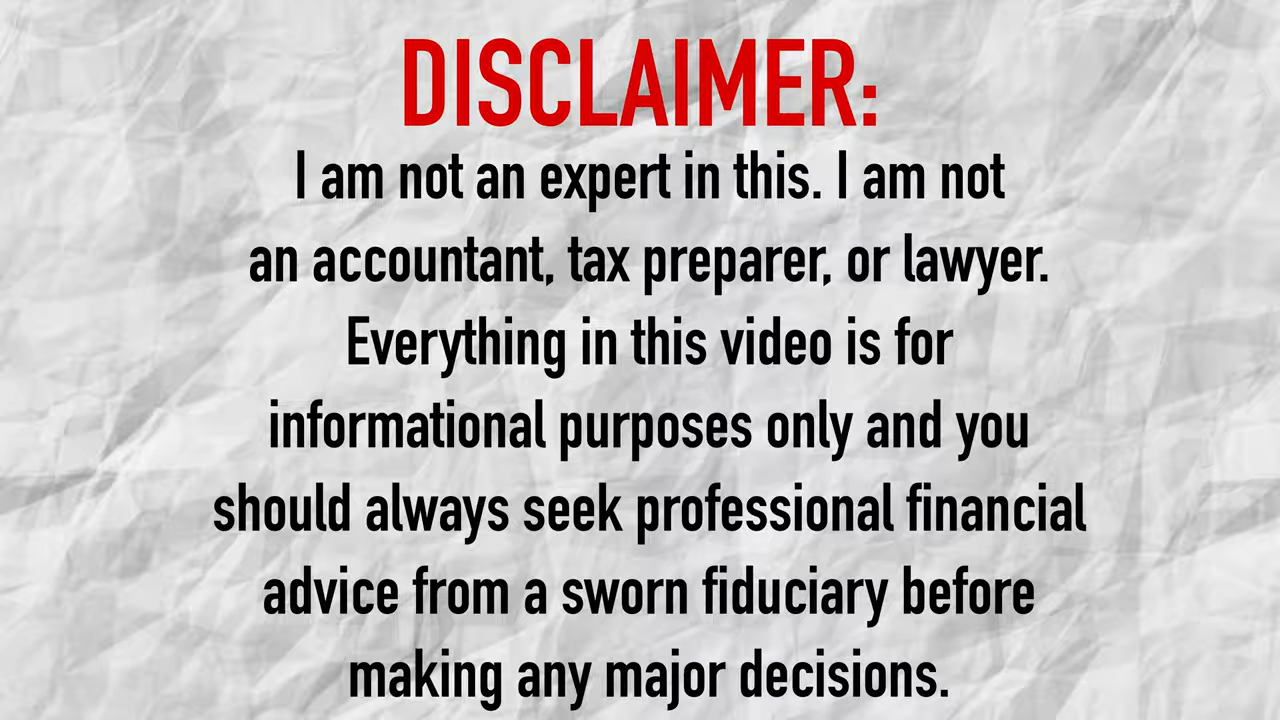 DISCLAIMER:
I am not an expert in this. I am not
an accountant, tax preparer, or lawyer.
Everything in this video is for
informational purposes only and you
should always seek professional financial
advice from a sworn fiduciary before
making any major decisions.